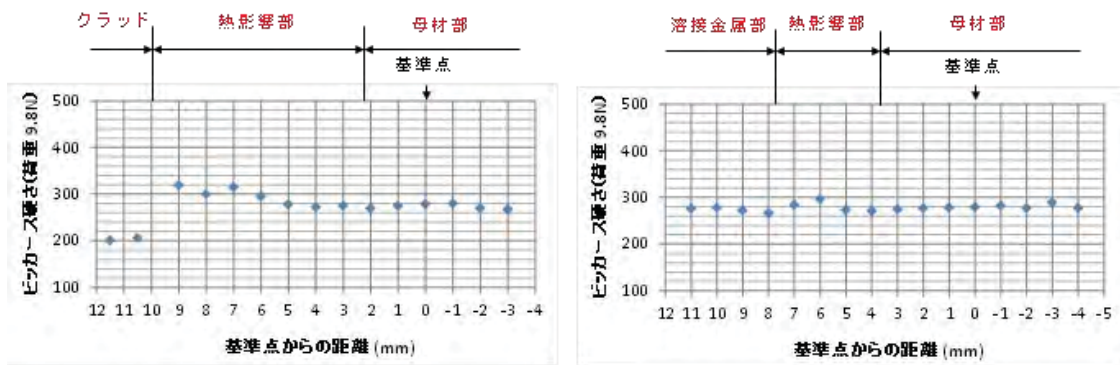 クラッド 熱影響部 母材部
基準点
500
400
300
200
100
12 11 10 9 8 7 6 5 4 3 2 1 0 -1 -2 -3 -4
ビッカース硬さ(荷重 9.8N)
基準点からの距離 (mm)
溶接金属部 熱影響部 母材部
基準点
500
400
300
200
100
12 11 10 9 8 7 6 5 4 3 2 1 0 -1 -2 -3 -4 -5
ビッカース硬さ(荷重 9.8N)
基準点からの距離 (mm)